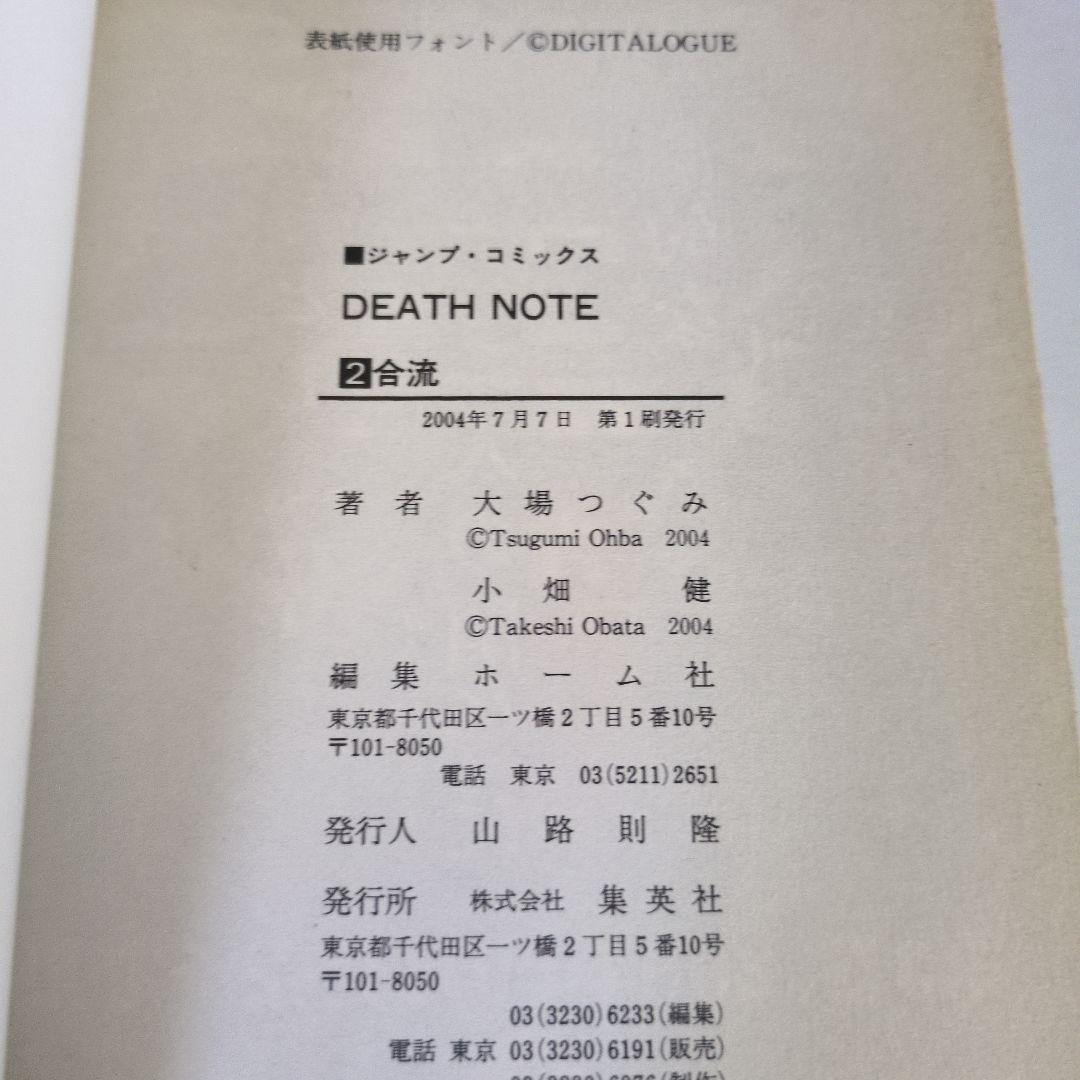 表紙使用フォント／©DIGITALOGUE
■ジャンプ・コミックス
DEATH NOTE
2合流
2004年7月7日　第1刷発行
著者　大場つぐみ
©Tsugumi Ohba 2004
小畑　健
©Takeshi Obata 2004
編集　ホーム社
東京都千代田区一ツ橋2丁目5番10号
〒101-8050
電話　東京　03(5211)2651
発行人　山路則隆
発行所　株式会社　集英社
東京都千代田区一ツ橋2丁目5番10号
〒101-8050
03(3230)6233(編集)
電話　東京　03(3230)6191(販売)